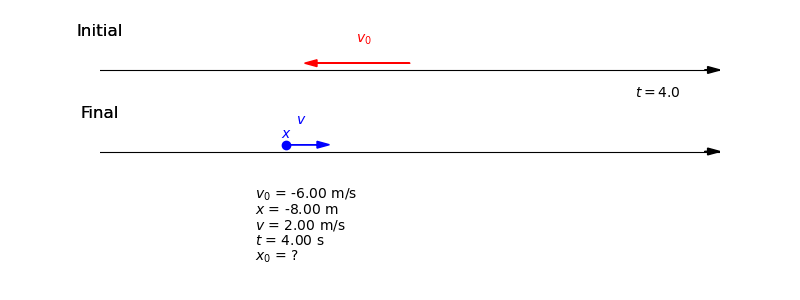 Initial
v₀
t = 4.0
Final
v
x
v₀ = -6.00 m/s
x = -8.00 m
v = 2.00 m/s
t = 4.00 s
x₀ = ?